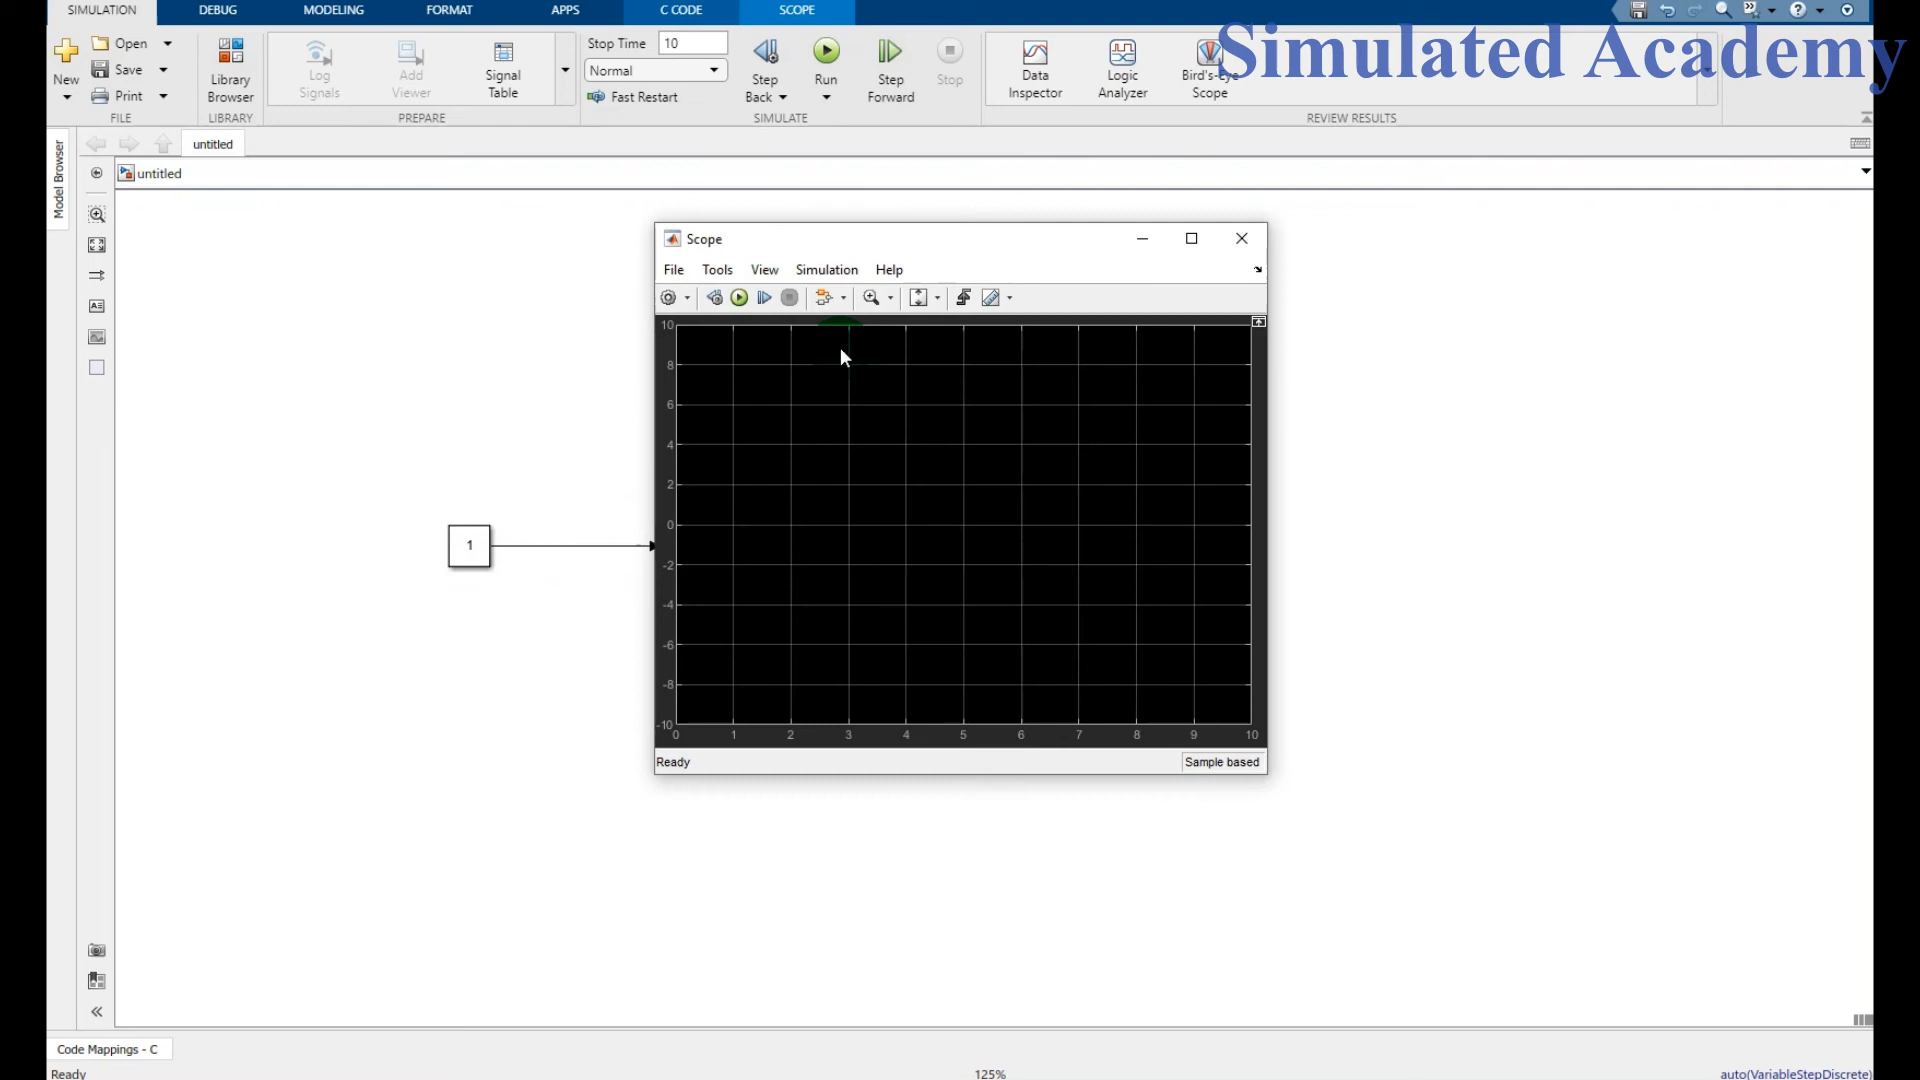 SIMULATION DEBUG MODELING FORMAT APPS C CODE SCOPE
Simulated Academy
New
Open
Save
Print
FILE
Library
Browser
LIBRARY
Log
Signals
Add
Viewer
Signal
Table
PREPARE
Stop Time 10
Normal
Fast Restart
Step
Back
Run
Step
Forward
Stop
SIMULATE
Data
Inspector
Logic
Analyzer
Bird's-Eye
Scope
REVIEW RESULTS
Model Browser
untitled
untitled
1
Scope
File Tools View Simulation Help
10
8
6
4
2
0
-2
-4
-6
-8
-10
0 1 2 3 4 5 6 7 8 9 10
Ready Sample based
Code Mappings - C
Ready 125% auto(VariableStepDiscrete)